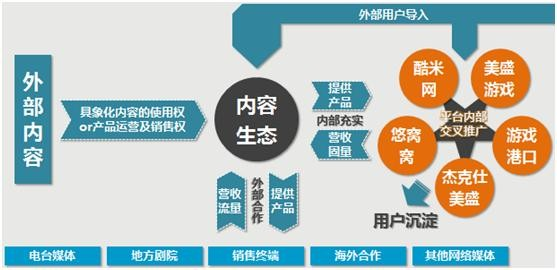 外部用户导入
外部内容
具象化内容的使用权
or产品运营及销售权
内容
生态
提供
产品
内部充实
营收
固量
酷米
网
美盛
游戏
平台内部
交叉推广
悠窝
窝
游戏
港口
杰克仕
美盛
用户沉淀
营收
流量
外部合作
提供
产品
电台媒体
地方剧院
销售终端
海外合作
其他网络媒体